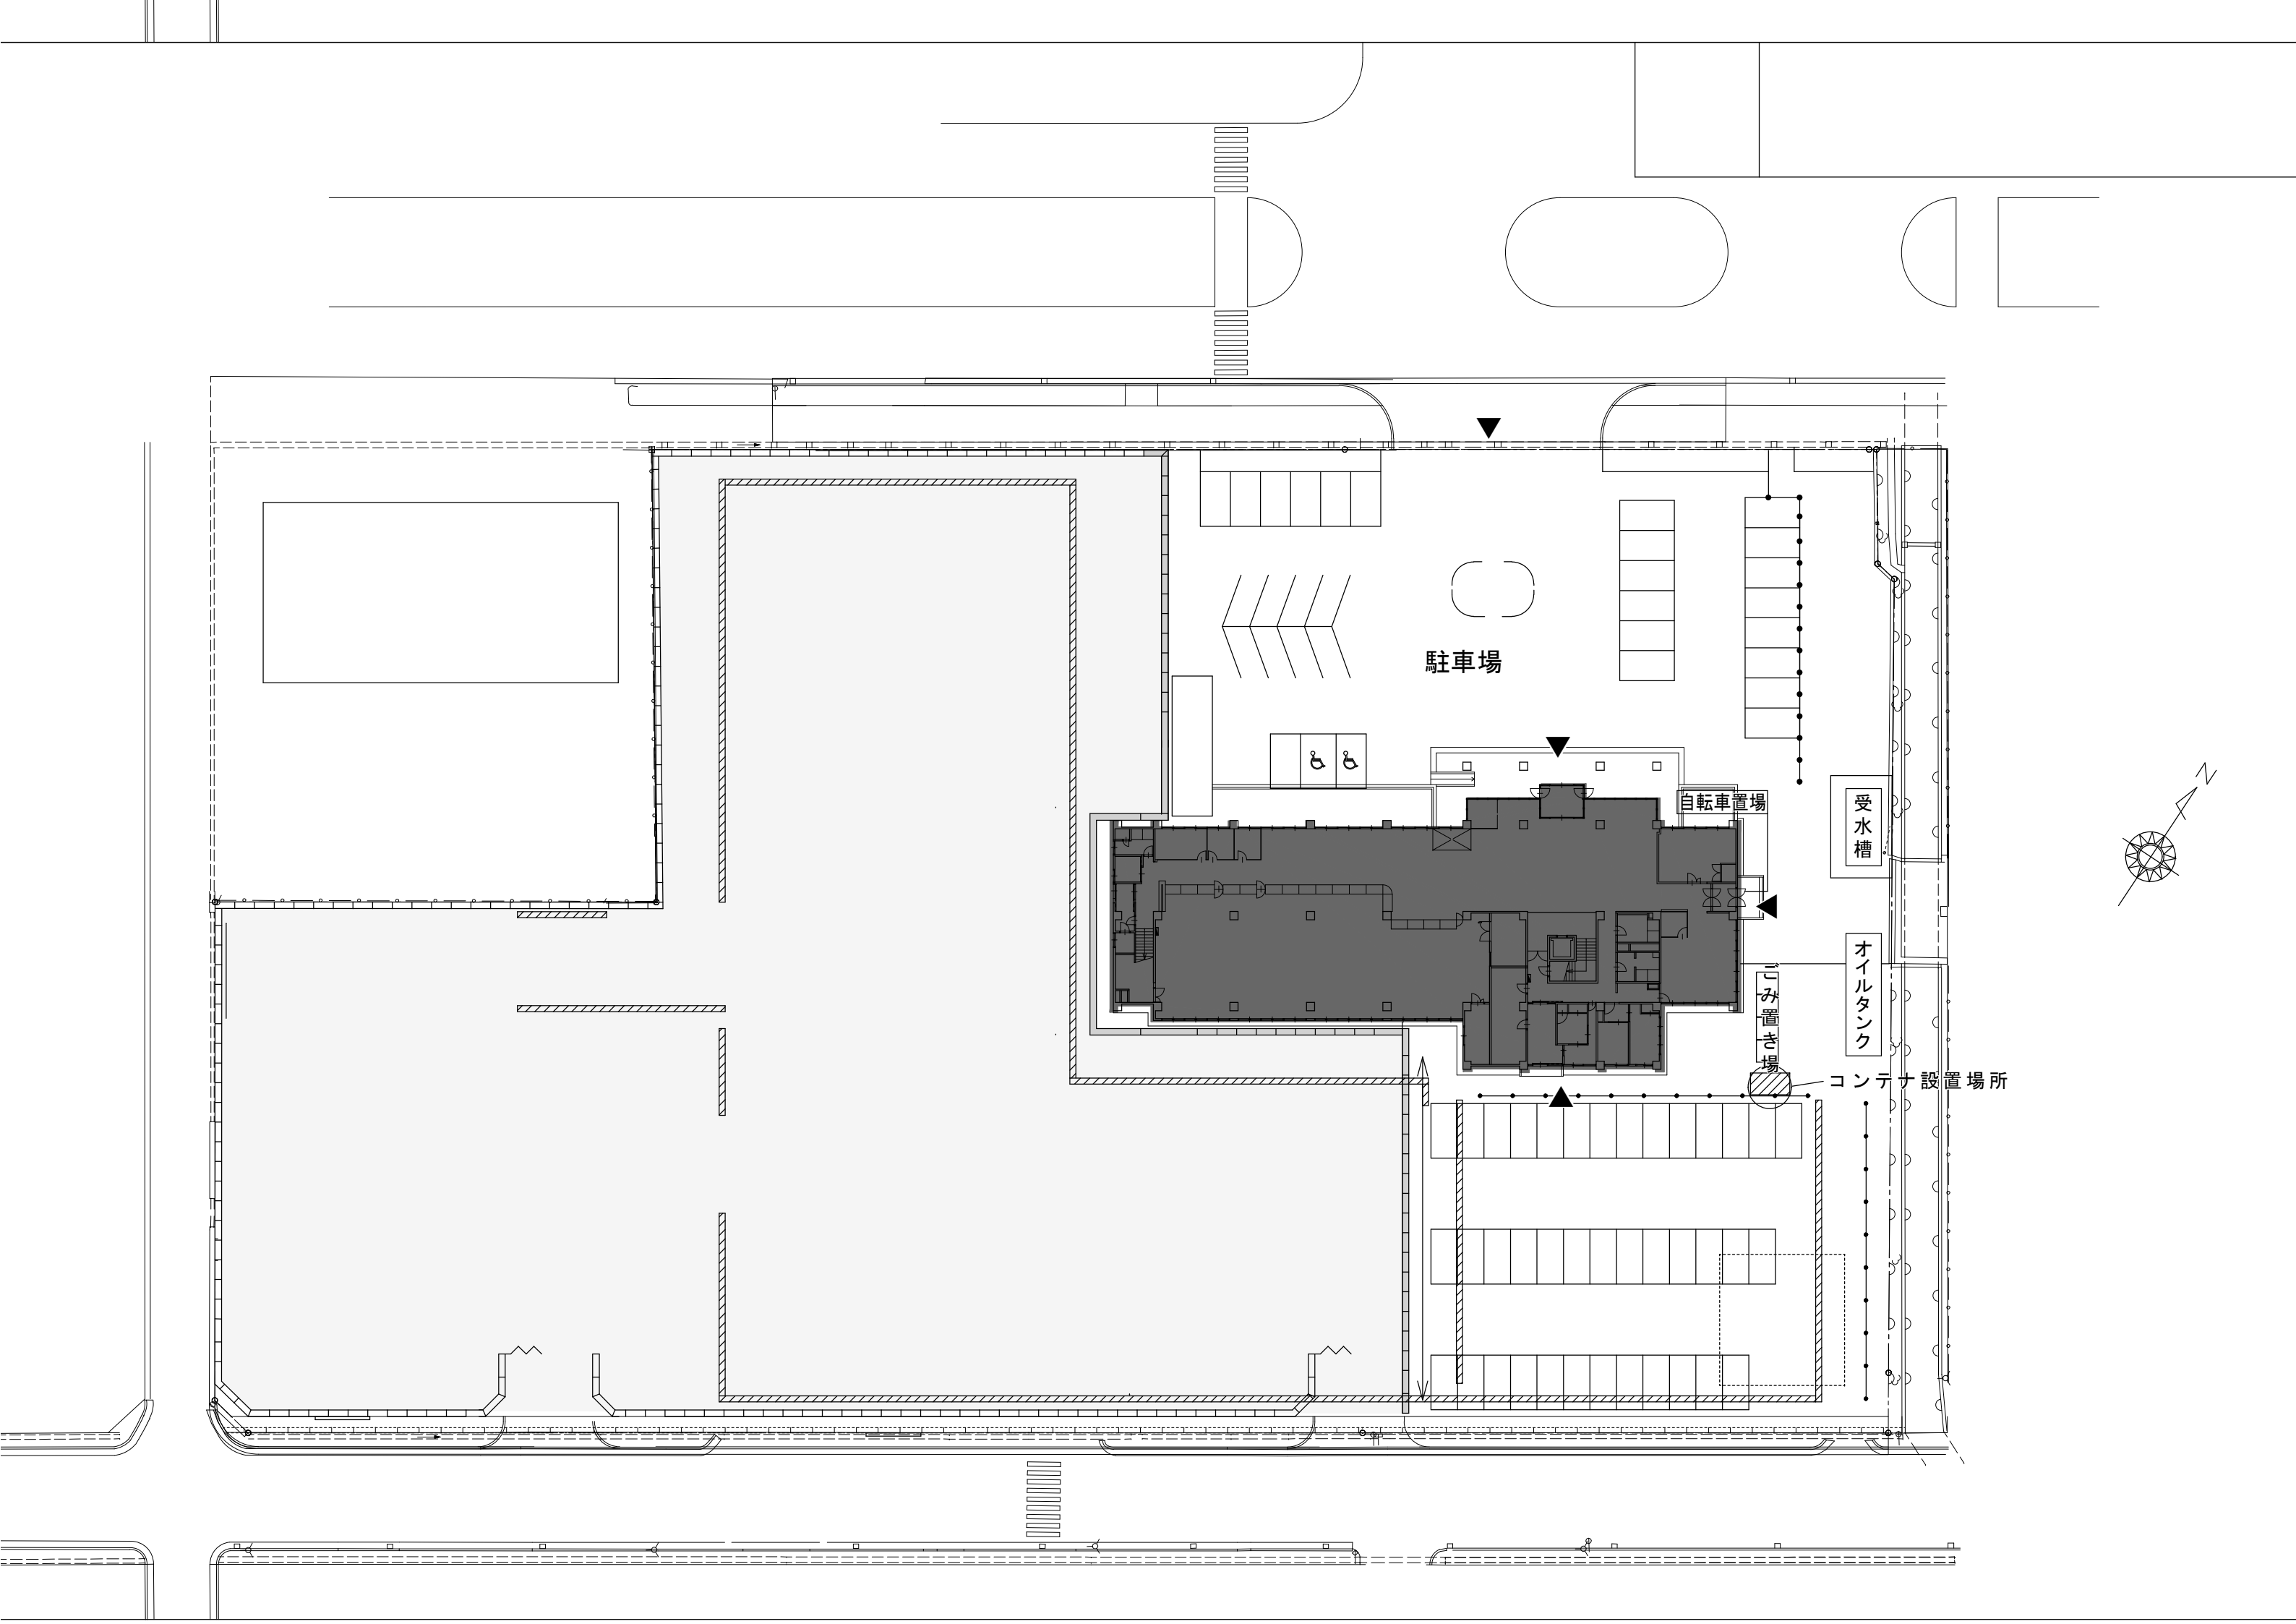 駐車場
自転車置場
受水槽
オイルタンク
ごみ置き場
コンテナ設置場所
N